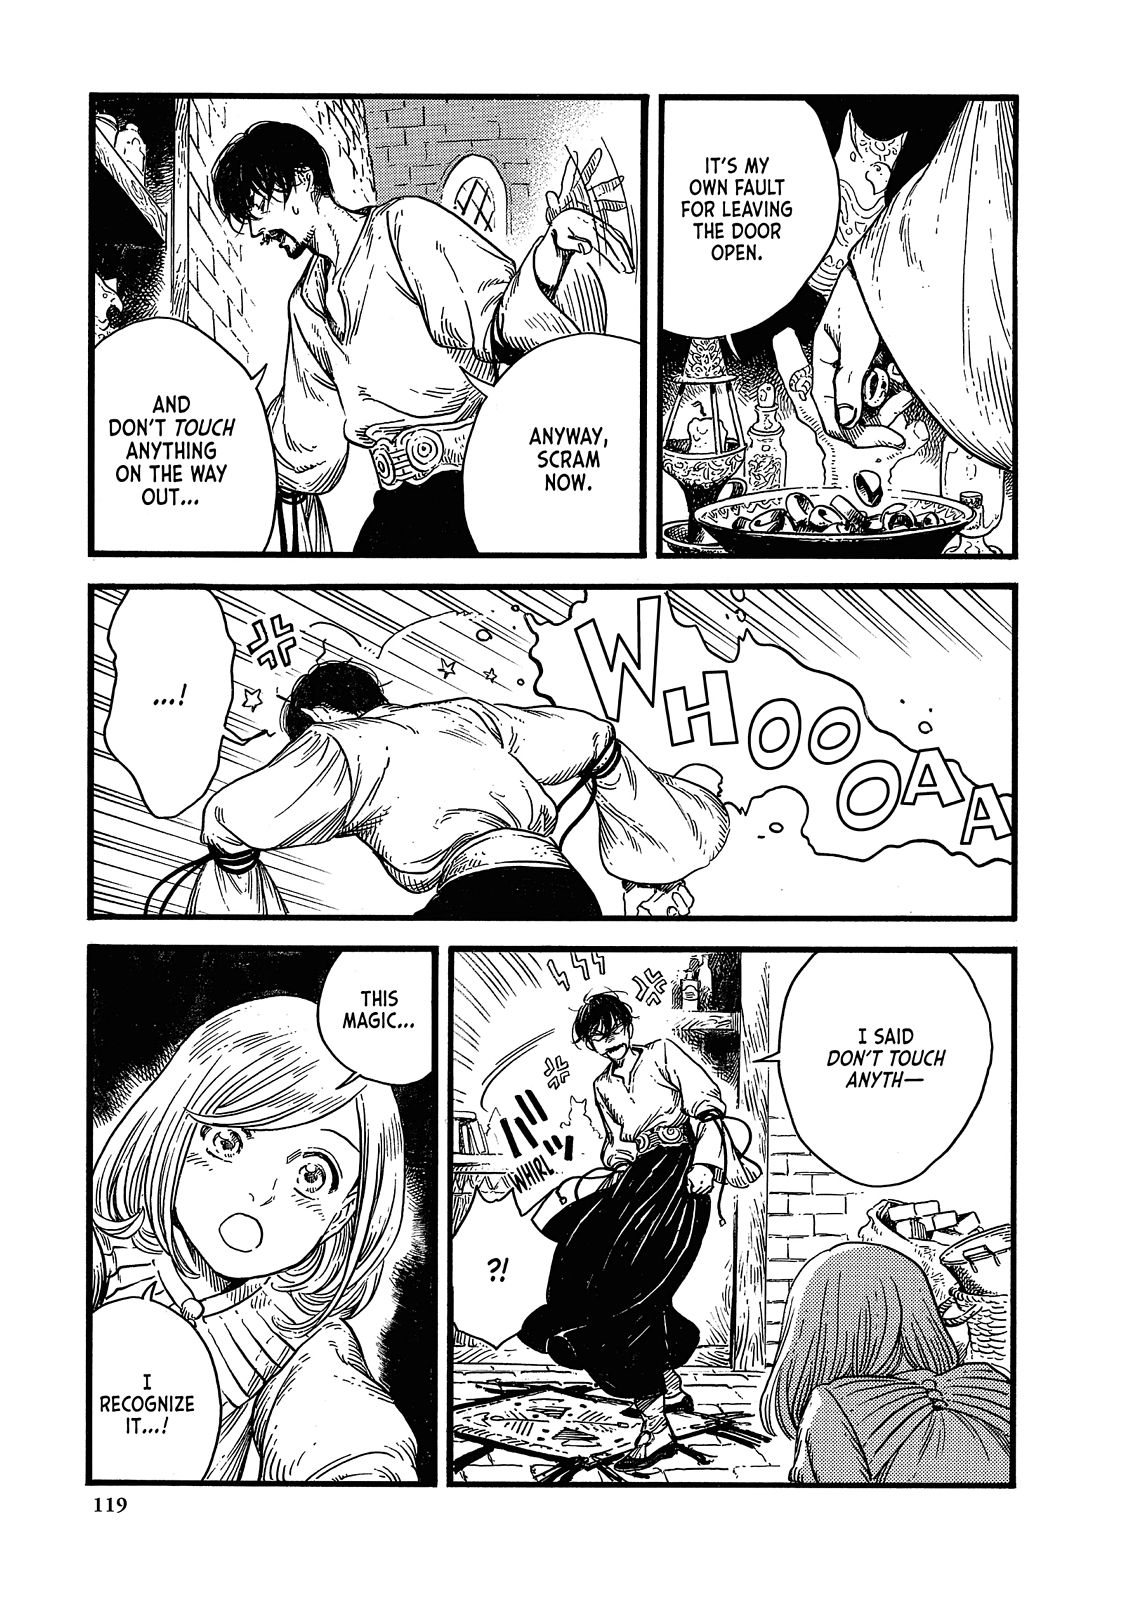 IT'S MY
OWN FAULT
FOR LEAVING
THE DOOR
OPEN.
ANYWAY,
SCRAM
NOW.
AND
DON'T TOUCH
ANYTHING
ON THE WAY
OUT...
WHOOOOAAA
...!
I SAID
DON'T TOUCH
ANYTH—
WHIRL
?!
THIS
MAGIC...
I
RECOGNIZE
IT...!
119